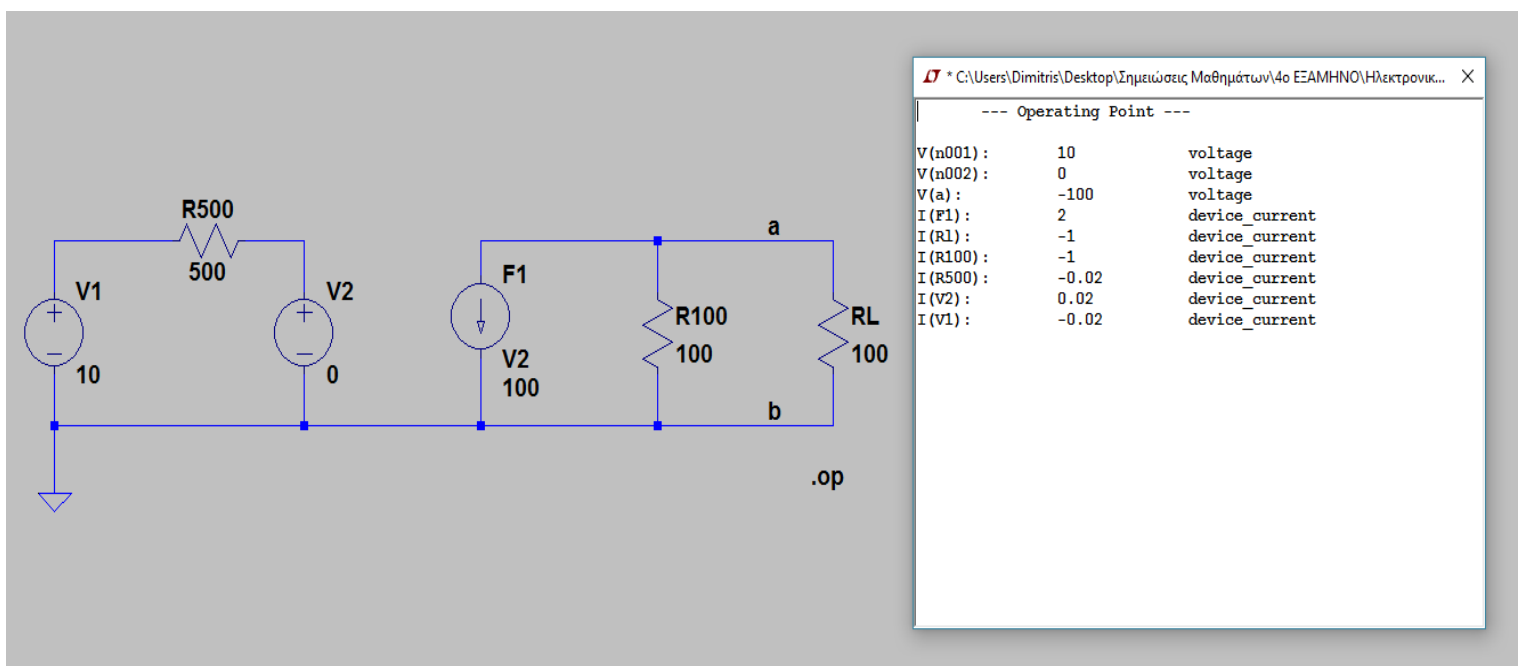 R500
500
V1
10
V2
0
F1
V2
100
R100
100
a
RL
100
b
.op
* C:\Users\Dimitris\Desktop\Σημειώσεις Μαθημάτων\4ο ΕΞΑΜΗΝΟ\Ηλεκτρονικ...
--- Operating Point ---
V(n001): 10 voltage
V(n002): 0 voltage
V(a): -100 voltage
I(F1): 2 device_current
I(Rl): -1 device_current
I(R100): -1 device_current
I(R500): -0.02 device_current
I(V2): 0.02 device_current
I(V1): -0.02 device_current